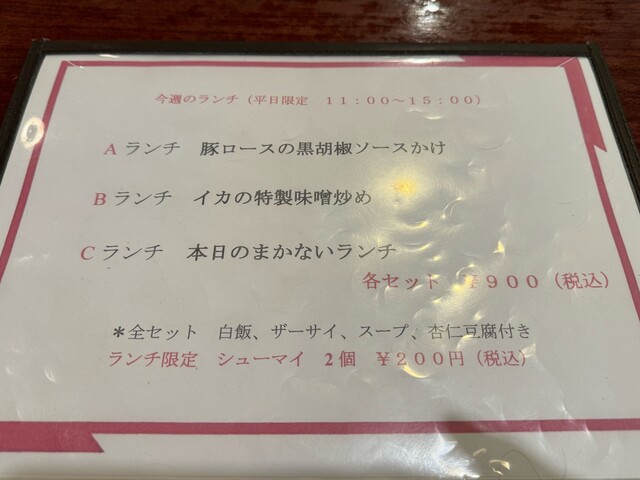 今週のランチ（平日限定　１１：００～１５：００）
A ランチ　豚ロースの黒胡椒ソースかけ
B ランチ　イカの特製味噌炒め
C ランチ　本日のまかないランチ
各セット　￥９００（税込）
＊全セット　白飯、ザーサイ、スープ、杏仁豆腐付き
ランチ限定　シューマイ　2個　￥２００円（税込）